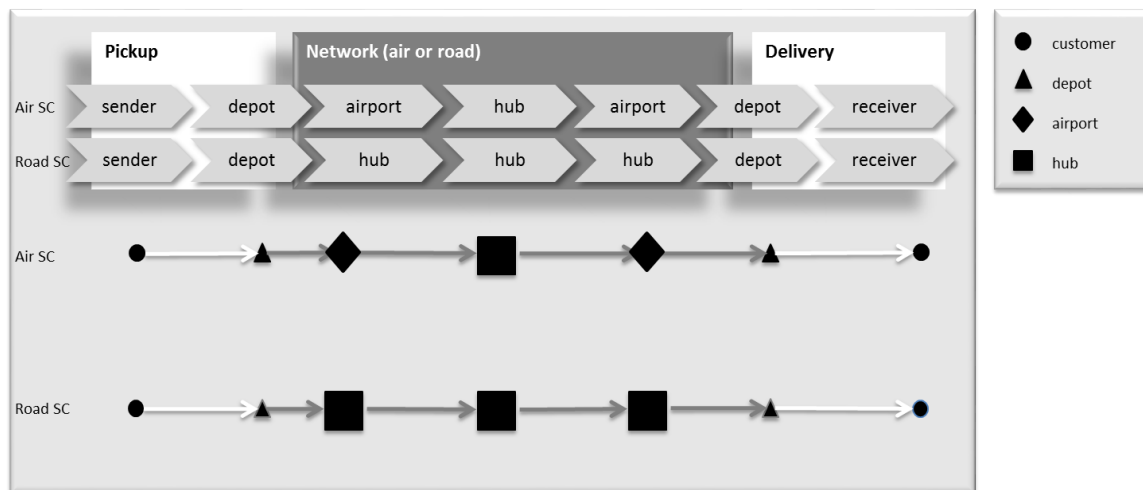 Pickup
Network (air or road)
Delivery
Air SC
sender
depot
airport
hub
airport
depot
receiver
Road SC
sender
depot
hub
hub
hub
depot
receiver
Air SC
Road SC
customer
depot
airport
hub